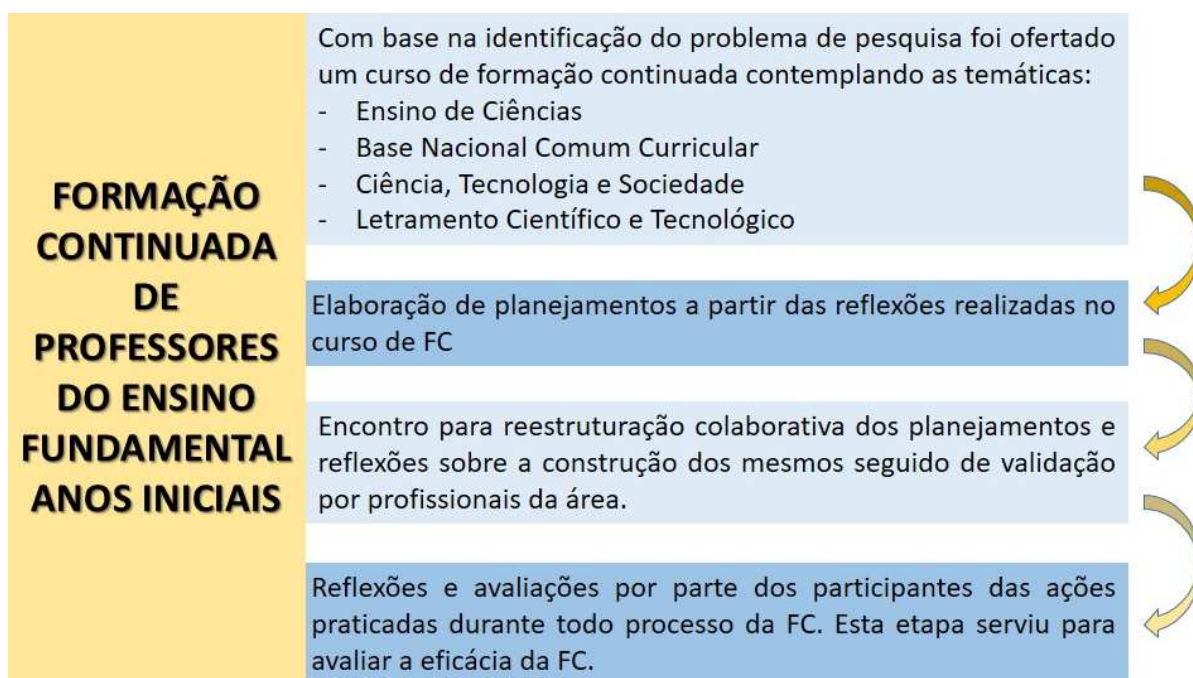 FORMAÇÃO
CONTINUADA
DE
PROFESSORES
DO ENSINO
FUNDAMENTAL
ANOS INICIAIS
Com base na identificação do problema de pesquisa foi ofertado
um curso de formação continuada contemplando as temáticas:
- Ensino de Ciências
- Base Nacional Comum Curricular
- Ciência, Tecnologia e Sociedade
- Letramento Científico e Tecnológico
Elaboração de planejamentos a partir das reflexões realizadas no
curso de FC
Encontro para reestruturação colaborativa dos planejamentos e
reflexões sobre a construção dos mesmos seguido de validação
por profissionais da área.
Reflexões e avaliações por parte dos participantes das ações
praticadas durante todo processo da FC. Esta etapa serviu para
avaliar a eficácia da FC.